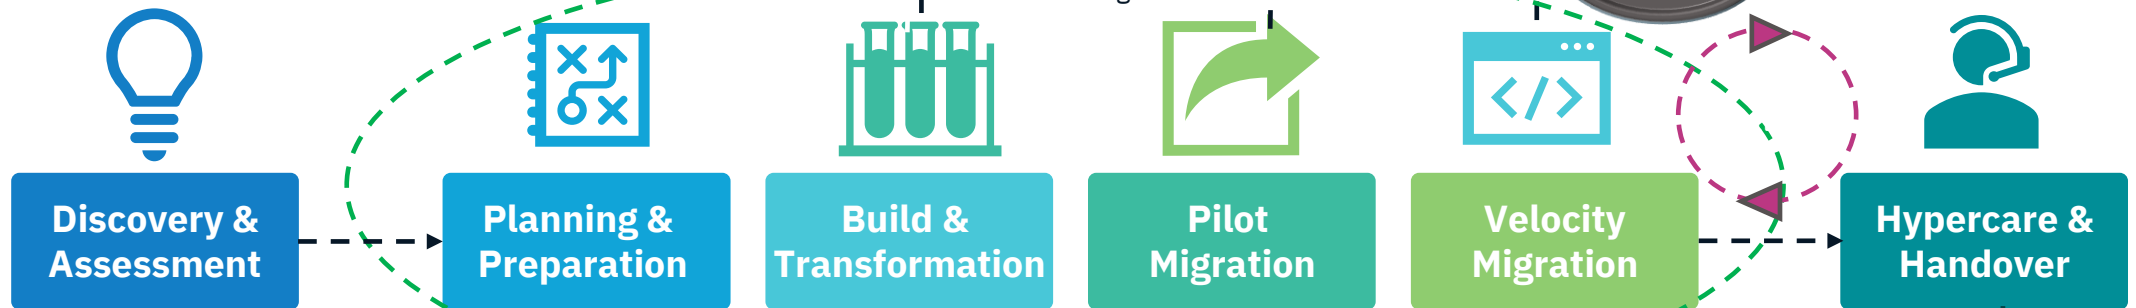 Discovery &
Assessment
Planning &
Preparation
Build &
Transformation
Pilot
Migration
</>
Velocity
Migration
Hypercare &
Handover